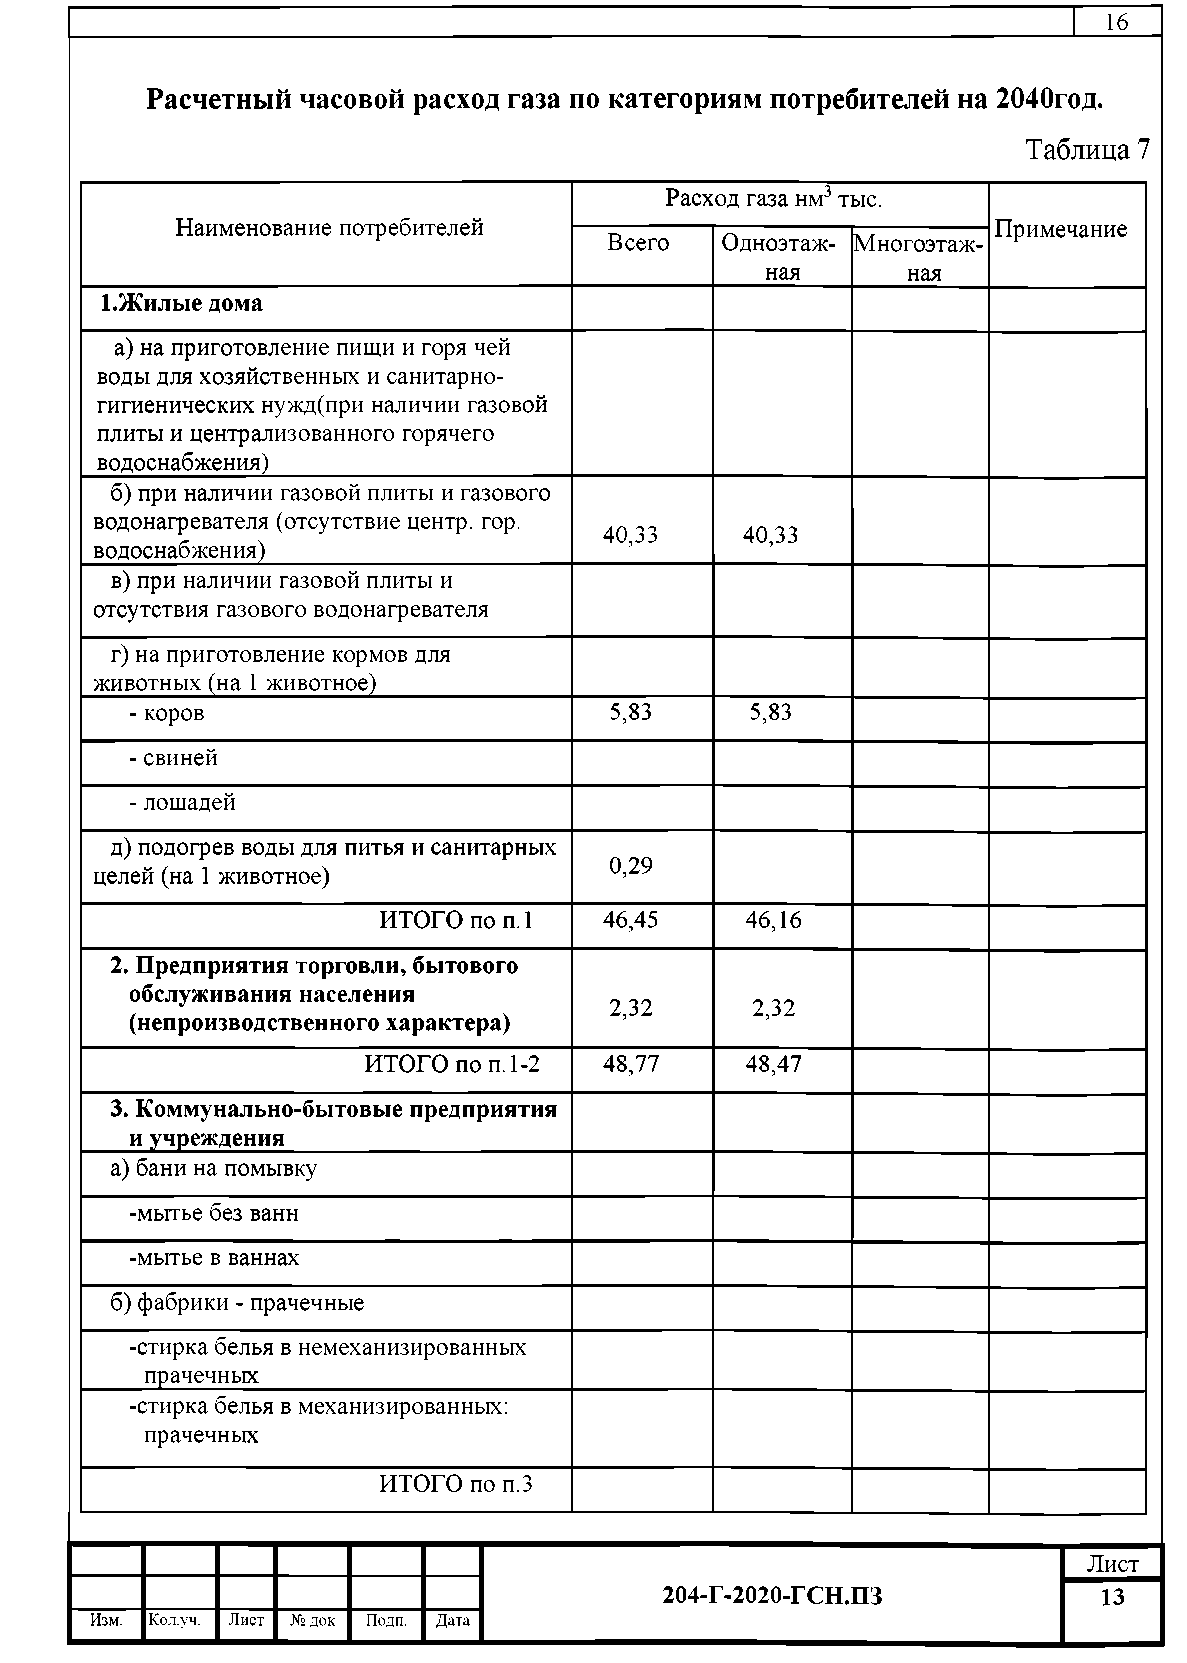 16
Расчетный часовой расход газа по категориям потребителей на 2040год.
Таблица 7
Наименование потребителей
Расход газа нм³ тыс.
Примечание
Всего
Одноэтаж-
ная
Многоэтаж-
ная
1.Жилые дома
а) на приготовление пищи и горя чей
воды для хозяйственных и санитарно-
гигиенических нужд(при наличии газовой
плиты и централизованного горячего
водоснабжения)
б) при наличии газовой плиты и газового
водонагревателя (отсутствие центр. гор.
водоснабжения)
40,33 40,33
в) при наличии газовой плиты и
отсутствия газового водонагревателя
г) на приготовление кормов для
животных (на 1 животное)
- коров 5,83 5,83
- свиней
- лошадей
д) подогрев воды для питья и санитарных
целей (на 1 животное)
0,29
ИТОГО по п.1 46,45 46,16
2. Предприятия торговли, бытового
обслуживания населения
(непроизводственного характера)
2,32 2,32
ИТОГО по п.1-2 48,77 48,47
3. Коммунально-бытовые предприятия
и учреждения
а) бани на помывку
-мытье без ванн
-мытье в ваннах
б) фабрики - прачечные
-стирка белья в немеханизированных
прачечных
-стирка белья в механизированных:
прачечных
ИТОГО по п.3
204-Г-2020-ГСН.ПЗ
Лист
13
Изм. Кол.уч. Лист № док Подп. Дата